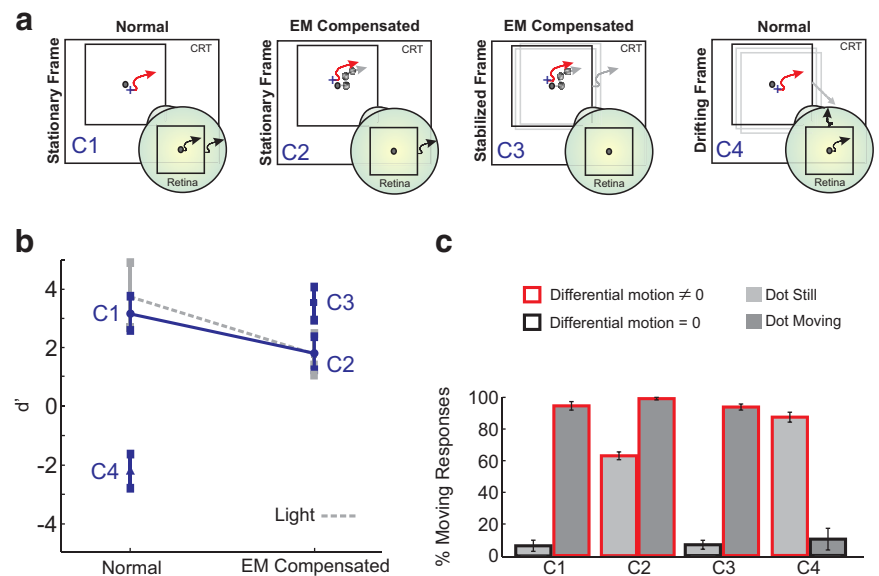 a
Normal
EM Compensated
EM Compensated
Normal
Stationary Frame
CRT
C1
Retina
Stationary Frame
CRT
C2
Retina
Stabilized Frame
CRT
C3
Retina
Drifting Frame
CRT
C4
Retina
b
d'
4
2
0
-2
-4
C1
C3
C2
C4
Light
Normal
EM Compensated
c
Differential motion ≠ 0
Dot Still
Differential motion = 0
Dot Moving
% Moving Responses
100
80
60
40
20
0
C1
C2
C3
C4